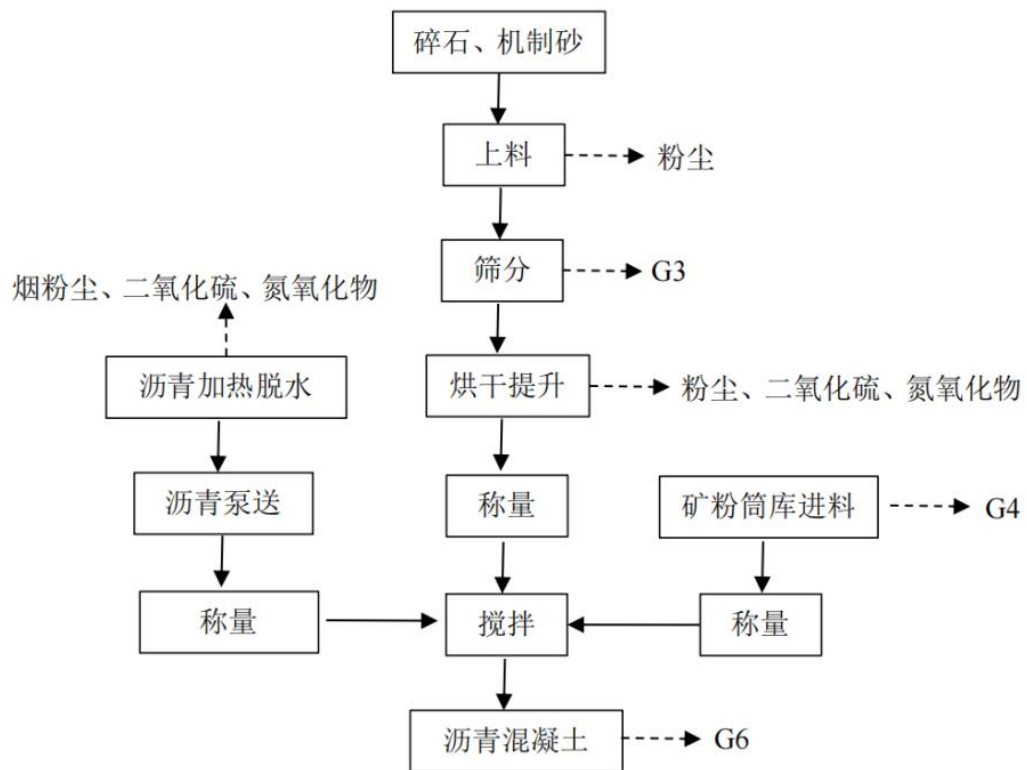 碎石、机制砂
上料
粉尘
筛分
G3
烟粉尘、二氧化硫、氮氧化物
沥青加热脱水
烘干提升
粉尘、二氧化硫、氮氧化物
沥青泵送
称量
矿粉筒库进料
G4
称量
搅拌
称量
沥青混凝土
G6